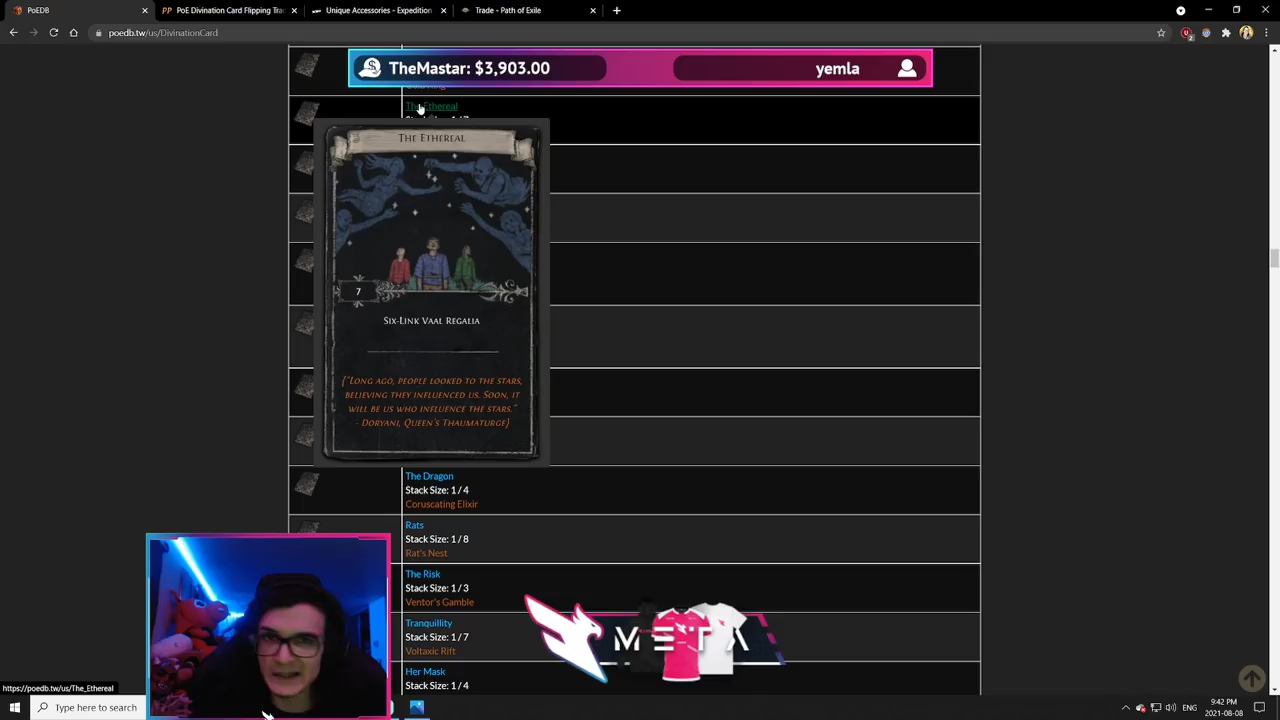 PoEDB
PoE Divination Card Flipping Trac
Unique Accessories - Expedition
Trade - Path of Exile
poedb.tw/us/DivinationCard
TheMastar: $3,903.00
yemla
The Ethereal
THE ETHEREAL
7
SIX-LINK VAAL REGALIA
{"LONG AGO, PEOPLE LOOKED TO THE STARS,
BELIEVING THEY INFLUENCED US. SOON, IT
WILL BE US WHO INFLUENCE THE STARS."
- DORYANI, QUEEN'S THAUMATURGE}
The Dragon
Stack Size: 1 / 4
Coruscating Elixir
Rats
Stack Size: 1 / 8
Rat's Nest
The Risk
Stack Size: 1 / 3
Ventor's Gamble
Tranquillity
Stack Size: 1 / 7
Voltaxic Rift
Her Mask
Stack Size: 1 / 4
META
https://poedb.tw/us/The_Ethereal
Type here to search
ENG
9:42 PM
2021-08-08